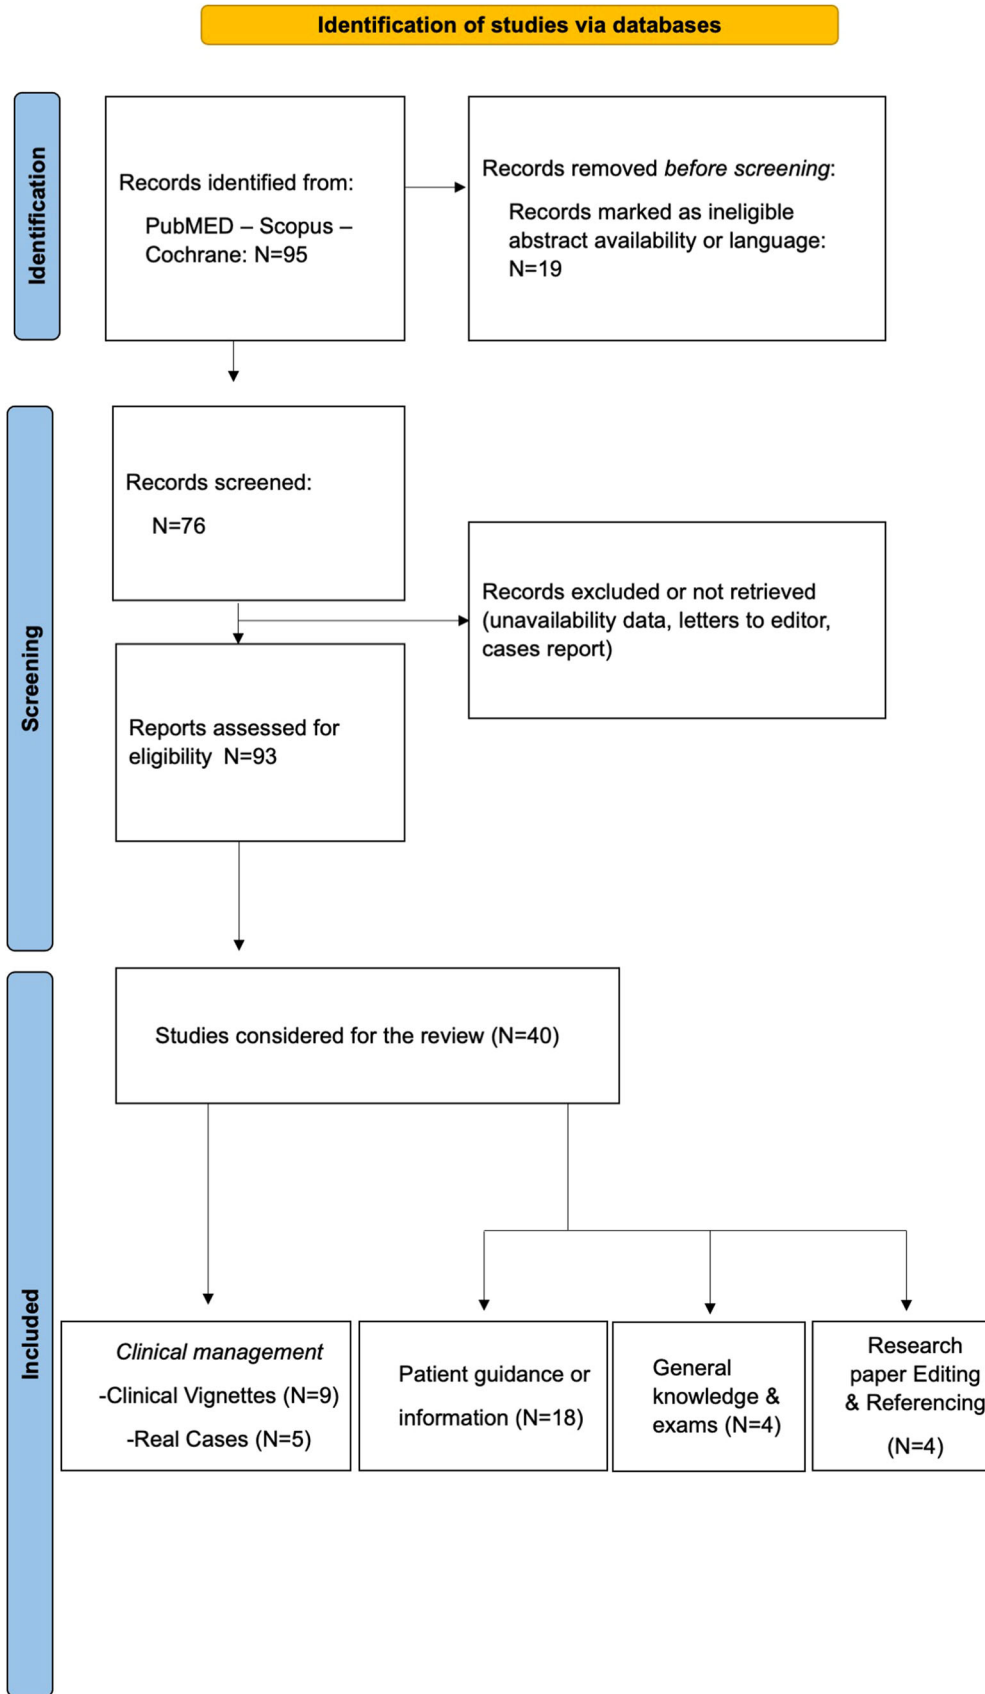 Identification of studies via databases
Identification
Records identified from:
PubMED – Scopus –
Cochrane: N=95
Records removed before screening:
Records marked as ineligible
abstract availability or language:
N=19
Screening
Records screened:
N=76
Records excluded or not retrieved
(unavailability data, letters to editor,
cases report)
Reports assessed for
eligibility N=93
Included
Studies considered for the review (N=40)
Clinical management
-Clinical Vignettes (N=9)
-Real Cases (N=5)
Patient guidance or
information (N=18)
General
knowledge &
exams (N=4)
Research
paper Editing
& Referencing
(N=4)